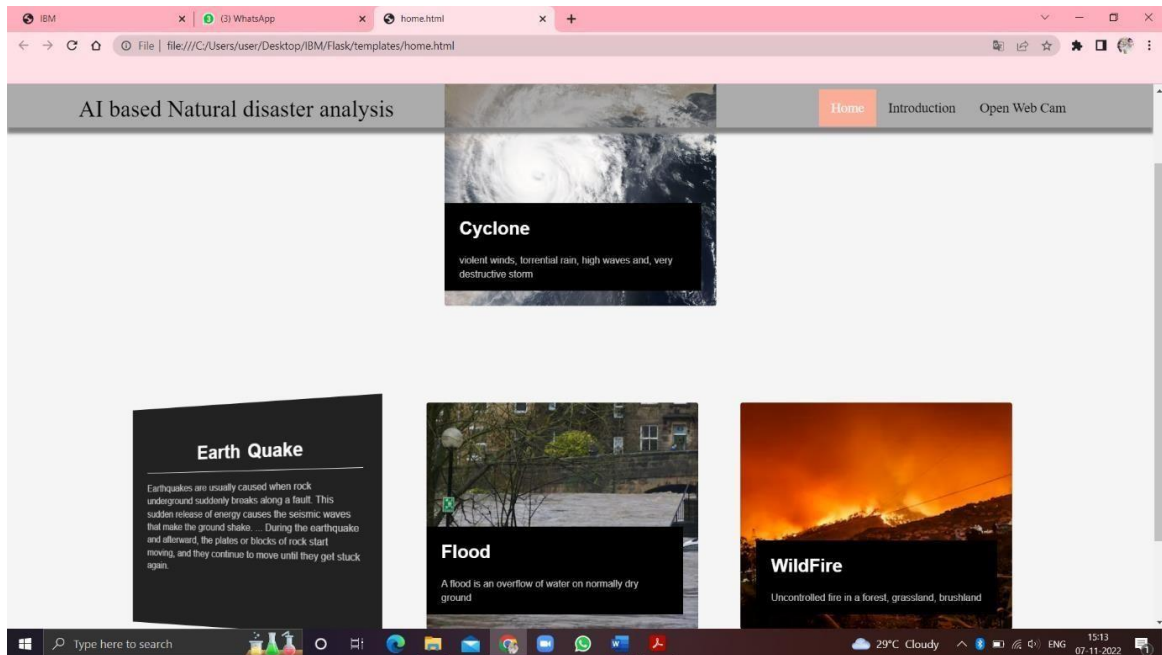 IBM
(3) WhatsApp
home.html
File | file:///C:/Users/user/Desktop/IBM/Flask/templates/home.html
AI based Natural disaster analysis
Home
Introduction
Open Web Cam
Cyclone
violent winds, torrential rain, high waves and, very
destructive storm
Earth Quake
Earthquakes are usually caused when rock
underground suddenly breaks along a fault. This
sudden release of energy causes the seismic waves
that make the ground shake. ... During the earthquake
and afterward, the plates or blocks of rock start
moving, and they continue to move until they get stuck
again.
Flood
A flood is an overflow of water on normally dry
ground
WildFire
Uncontrolled fire in a forest, grassland, brushland
Type here to search
29°C Cloudy
ENG
15:13
07-11-2022